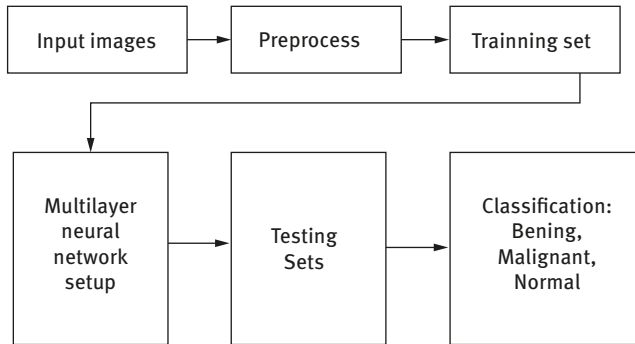 Input images
Preprocess
Trainning set
Multilayer
neural
network
setup
Testing
Sets
Classification:
Bening,
Malignant,
Normal